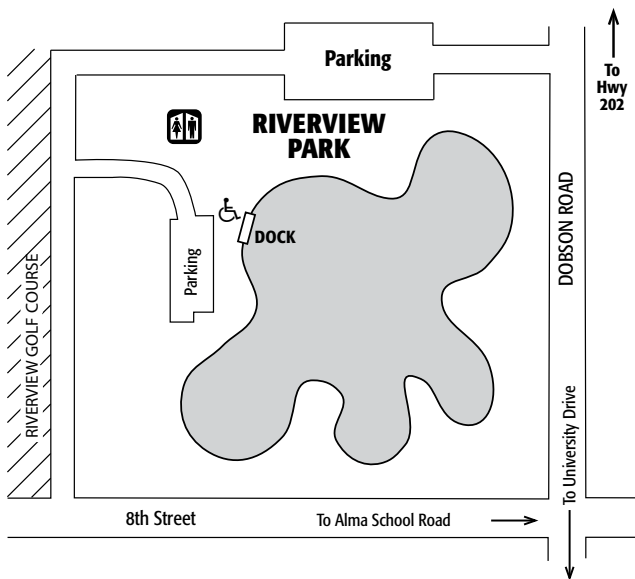 Parking
To
Hwy
202
RIVERVIEW
PARK
DOCK
Parking
DOBSON ROAD
RIVERVIEW GOLF COURSE
To University Drive
8th Street
To Alma School Road